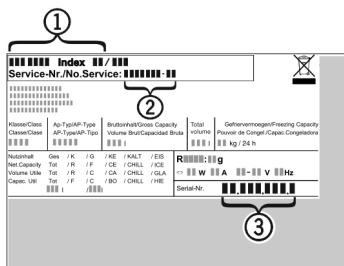 1
Index /
Service-Nr./No.Service: -
2
Klasse/Class Ap-Typ/AP-Type Bruttoinhalt/Gross Capacity Total Gefriervermoegen/Freezing Capacity
Classe/Clase AP-Type/AP-Tipo Volume Brut/Capacidad Bruta volume Pouvoir de Congel./Capac.Congeladora
l l kg / 24 h
Nutzinhalt Ges / K / G / KE / KALT / EIS
Net.Capacity Tot / R / F / CE / CHILL / ICE
Volume Utile Tot / R / C / CA / CHILL / GLA
Capac. Util Tot / F / C / BO / CHILL / HIE
l / l
R : g
W A - V Hz
Serial-Nr. . . .
3